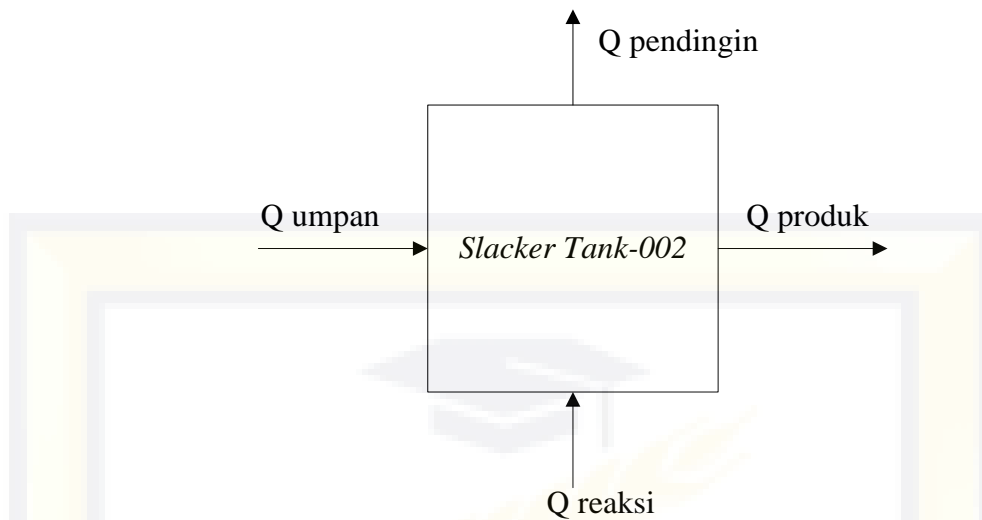 Q pendingin
Q umpan
Q produk
Slacker Tank-002
Q reaksi